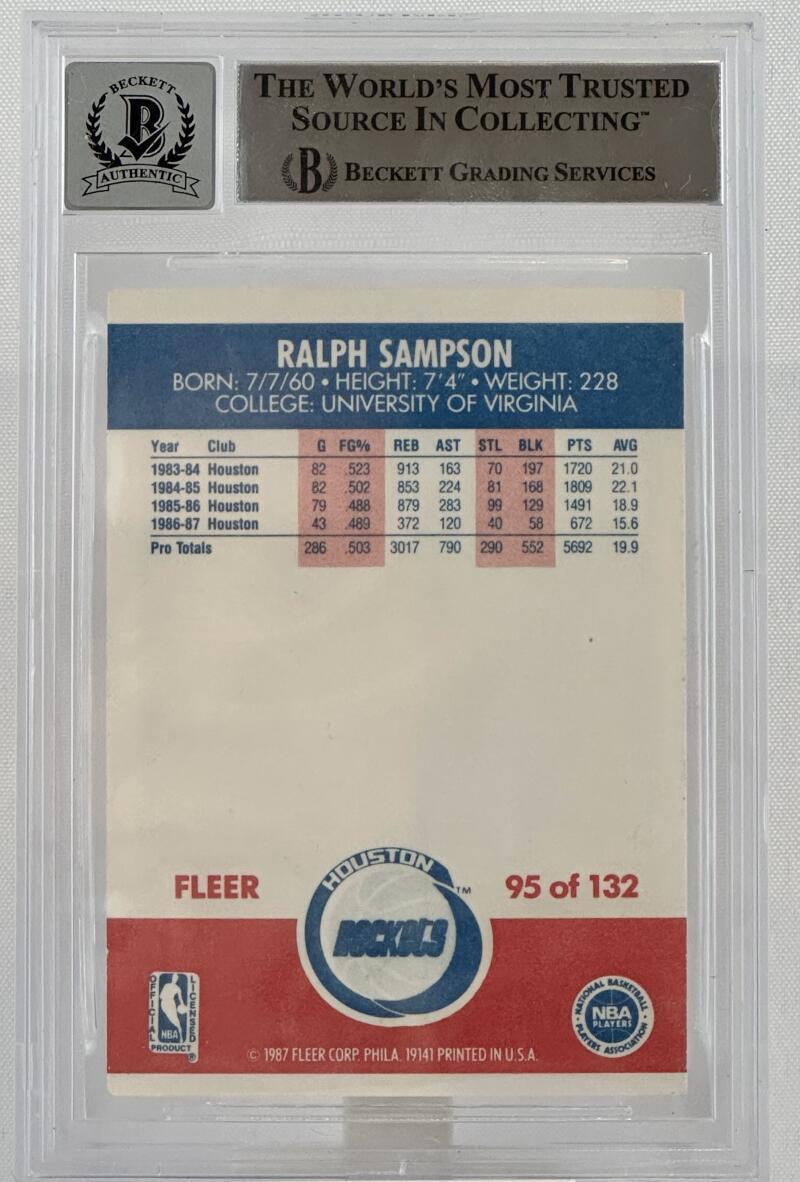 BECKETT
B
AUTHENTIC
THE WORLD'S MOST TRUSTED
SOURCE IN COLLECTING™
B BECKETT GRADING SERVICES
RALPH SAMPSON
BORN: 7/7/60 • HEIGHT: 7'4" • WEIGHT: 228
COLLEGE: UNIVERSITY OF VIRGINIA
Year Club G FG% REB AST STL BLK PTS AVG
1983-84 Houston 82 .523 913 163 70 197 1720 21.0
1984-85 Houston 82 .502 853 224 81 168 1809 22.1
1985-86 Houston 79 .488 879 283 99 129 1491 18.9
1986-87 Houston 43 .489 372 120 40 58 672 15.6
Pro Totals 286 .503 3017 790 290 552 5692 19.9
HOUSTON
ROCKETS
™
FLEER
95 of 132
OFFICIAL
LICENSED
NBA
PRODUCT
®
• NATIONAL BASKETBALL •
NBA
PLAYERS
PLAYERS ASSOCIATION
© 1987 FLEER CORP. PHILA. 19141 PRINTED IN U.S.A.